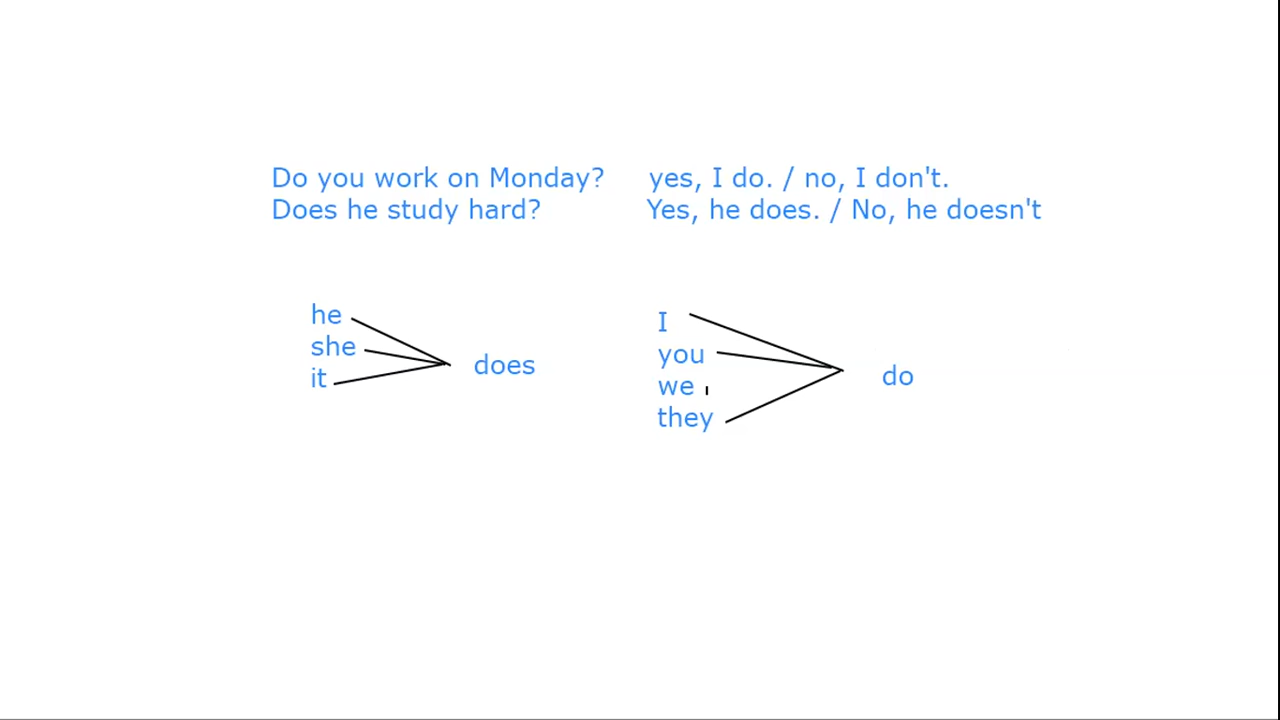 Do you work on Monday? yes, I do. / no, I don't.
Does he study hard? Yes, he does. / No, he doesn't
he
she
it
does
I
you
we
they
do